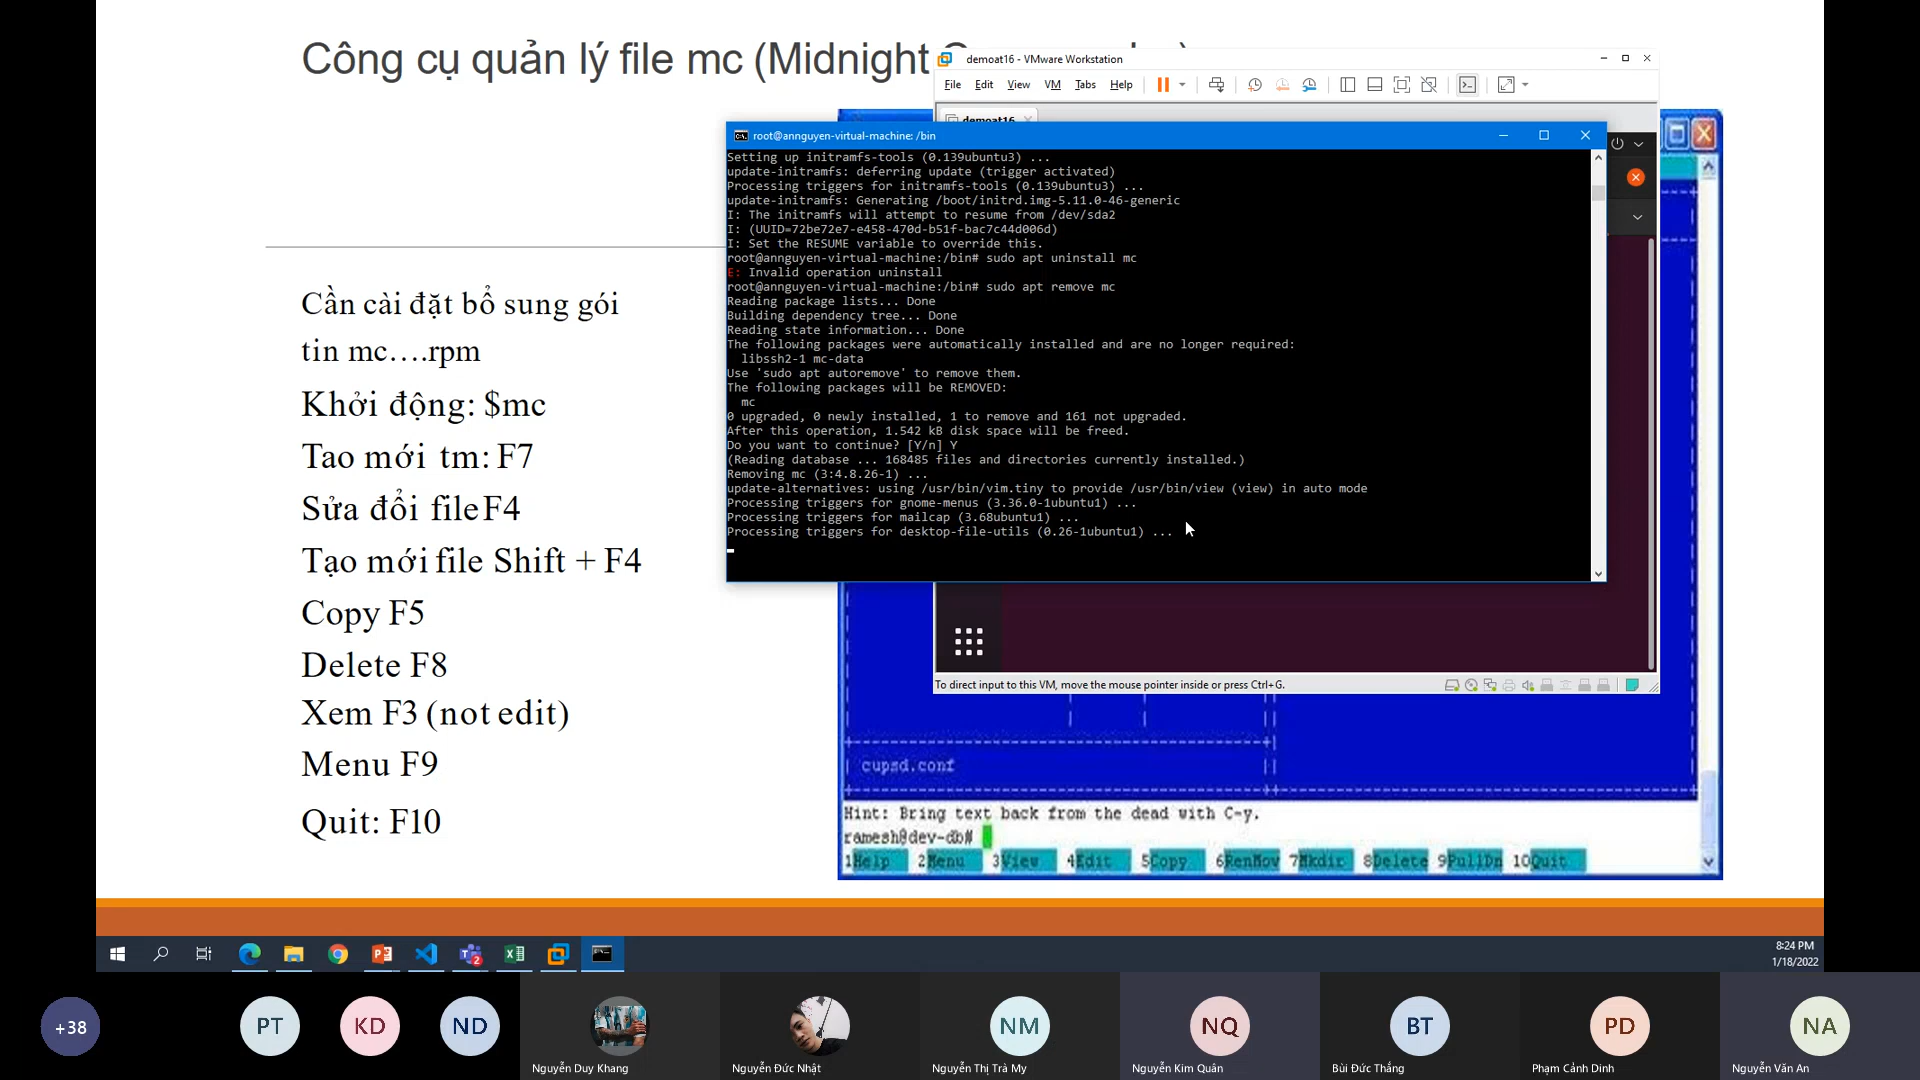 Công cụ quản lý file mc (Midnight
demoat16 - VMware Workstation
File Edit View VM Tabs Help
demoat16
root@annguyen-virtual-machine: /bin
Setting up initramfs-tools (0.139ubuntu3) ...
update-initramfs: deferring update (trigger activated)
Processing triggers for initramfs-tools (0.139ubuntu3) ...
update-initramfs: Generating /boot/initrd.img-5.11.0-46-generic
I: The initramfs will attempt to resume from /dev/sda2
I: (UUID=72be72e7-e458-470d-b51f-bac7c44d006d)
I: Set the RESUME variable to override this.
root@annguyen-virtual-machine:/bin# sudo apt uninstall mc
E: Invalid operation uninstall
root@annguyen-virtual-machine:/bin# sudo apt remove mc
Reading package lists... Done
Building dependency tree... Done
Reading state information... Done
The following packages were automatically installed and are no longer required:
libssh2-1 mc-data
Use 'sudo apt autoremove' to remove them.
The following packages will be REMOVED:
mc
0 upgraded, 0 newly installed, 1 to remove and 161 not upgraded.
After this operation, 1.542 kB disk space will be freed.
Do you want to continue? [Y/n] Y
(Reading database ... 168485 files and directories currently installed.)
Removing mc (3:4.8.26-1) ...
update-alternatives: using /usr/bin/vim.tiny to provide /usr/bin/view (view) in auto mode
Processing triggers for gnome-menus (3.36.0-1ubuntu1) ...
Processing triggers for mailcap (3.68ubuntu1) ...
Processing triggers for desktop-file-utils (0.26-1ubuntu1) ...
To direct input to this VM, move the mouse pointer inside or press Ctrl+G.
Cần cài đặt bổ sung gói
tin mc....rpm
Khởi động: $mc
Tao mới tm: F7
Sửa đổi file F4
Tạo mới file Shift + F4
Copy F5
Delete F8
Xem F3 (not edit)
Menu F9
Quit: F10
cupsd.conf
Hint: Bring text back from the dead with C-y.
ramesh@dev-db#
1Help 2Menu 3View 4Edit 5Copy 6RenMov 7Mkdir 8Delete 9PullDn 10Quit
8:24 PM
1/18/2022
+38
PT
KD
ND
NM
NQ
BT
PD
NA
Nguyễn Duy Khang
Nguyễn Đức Nhật
Nguyễn Thị Trà My
Nguyễn Kim Quân
Bùi Đức Thắng
Phạm Cảnh Dinh
Nguyễn Văn An